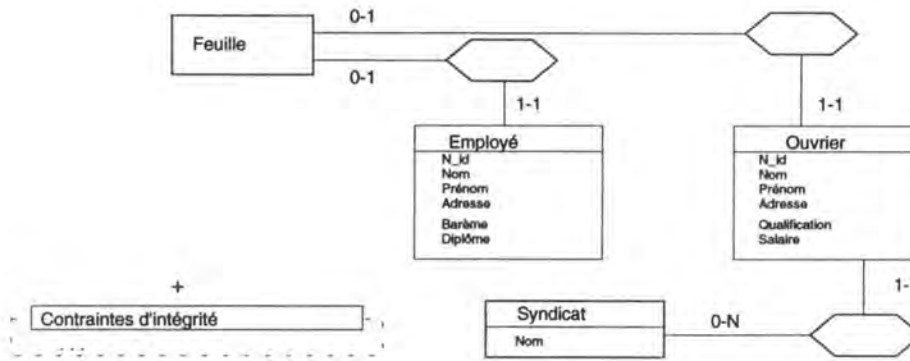 0-1
Feuille
0-1
1-1
1-1
Employé
N_Id
Nom
Prénom
Adresse
Barème
Diplôme
Ouvrier
N_Id
Nom
Prénom
Adresse
Qualification
Salaire
+
Contraintes d'intégrité
...
1-
Syndicat
Nom
0-N